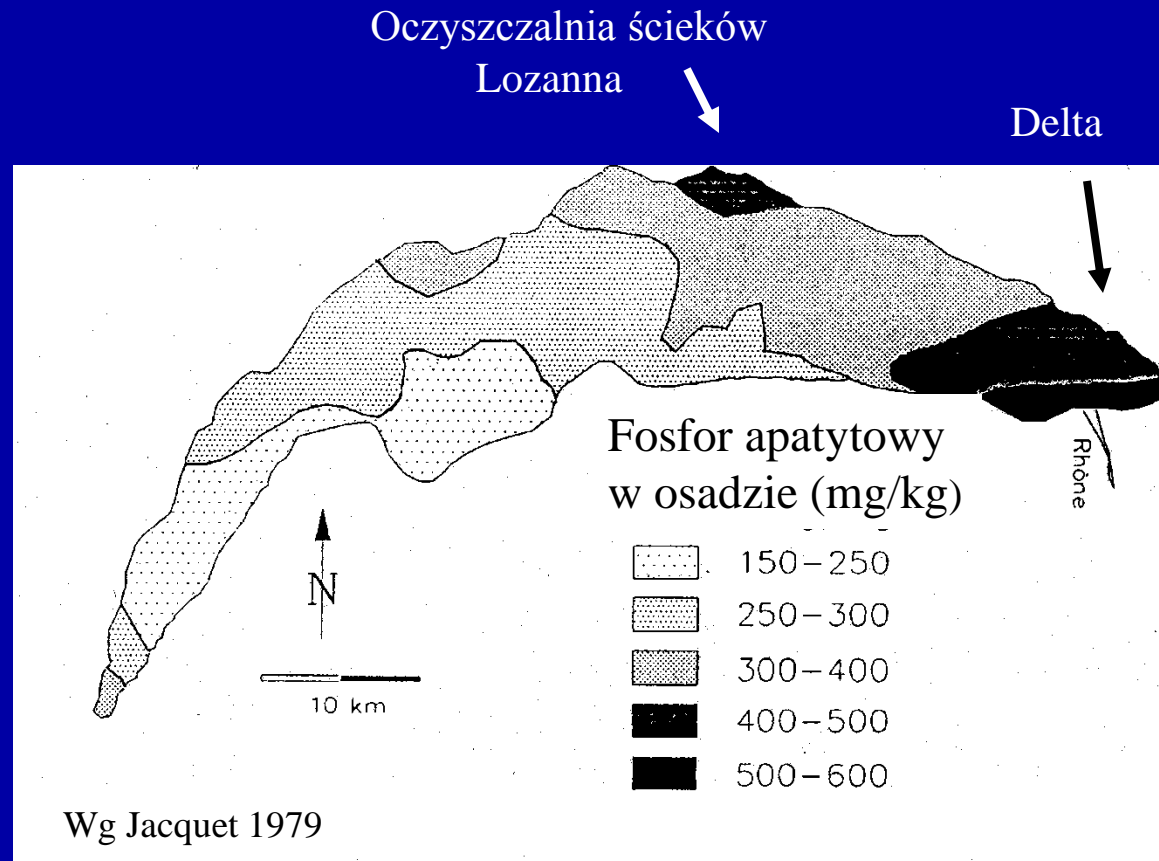 Oczyszczalnia ścieków
Lozanna
Delta
Fosfor apatytowy
w osadzie (mg/kg)
Rhône
150-250
250-300
300-400
400-500
500-600
N
10 km
Wg Jacquet 1979